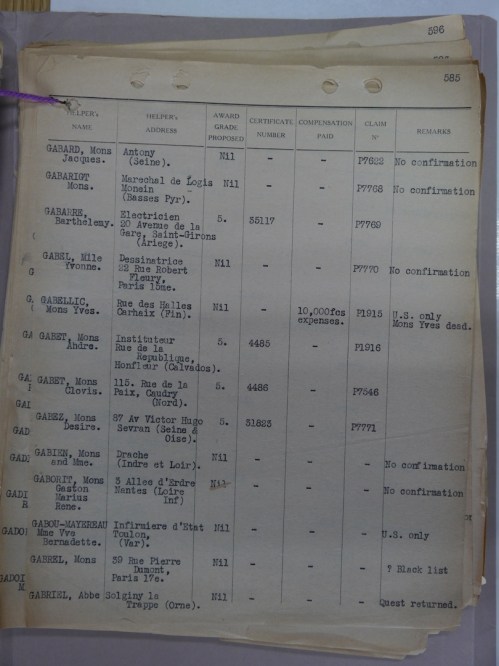 596
585
HELPER's NAME HELPER's ADDRESS AWARD GRADE PROPOSED CERTIFICATE NUMBER COMPENSATION PAID CLAIM No REMARKS
GABARD, Mons Antony Nil - - P7622 No confirmation
Jacques. (Seine).
GABARIGT Marechal de Logis Nil - - P7768 No confirmation
Mons. Monein
(Basses Pyr).
GABARRE, Electricien 5. 35117 - P7769
Barthelemy. 20 Avenue de la
Gare, Saint-Girons
(Ariege).
GABEL, Mlle Dessinatrice Nil - - P7770 No confirmation
Yvonne. 22 Rue Robert
Fleury,
Paris 15me.
GABELLIC, Rue des Halles Nil - 10,000fcs P1915 U.S. only
Mons Yves. Carhaix (Fin). expenses. Mons Yves dead.
GABET, Mons Instituteur 5. 4485 - P1916
Andre. Rue de la
Republique,
Honfleur (Calvados).
GABET, Mons 115. Rue de la 5. 4486 - P7546
Clovis. Paix, Caudry
(Nord).
GABEZ, Mons 87 Av Victor Hugo 5. 31823 - P7771
Desire. Sevran (Seine &
Oise).
GABIEN, Mons Drache Nil - - - No confirmation
and Mme. (Indre et Loir).
GABORIT, Mons 3 Allee d'Erdre Nil - - - No confirmation
Gaston Nantes (Loire
Marius Inf)
Rene.
GABOU-MAYEREAU Infirmiere d'Etat Nil - - - U.S. only
Mme Vve Toulon,
Bernadette. (Var).
GABREL, Mons 39 Rue Pierre Nil - - - ? Black list
Dumont,
Paris 17e.
GABRIEL, Abbe Solginy la Nil - - - Quest returned.
Trappe (Orne).